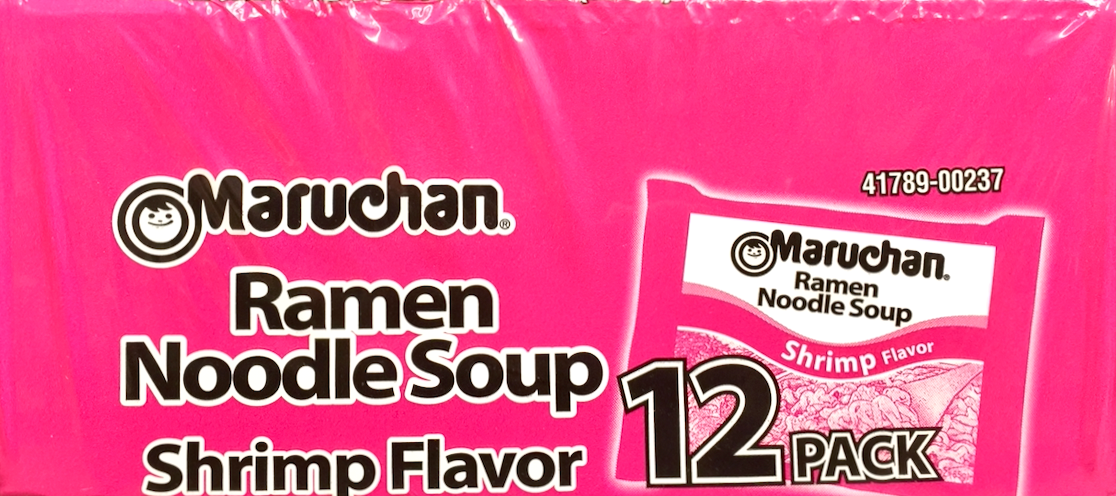 Maruchan®
Ramen
Noodle Soup
Shrimp Flavor
41789-00237
Maruchan®
Ramen
Noodle Soup
Shrimp Flavor
12 PACK